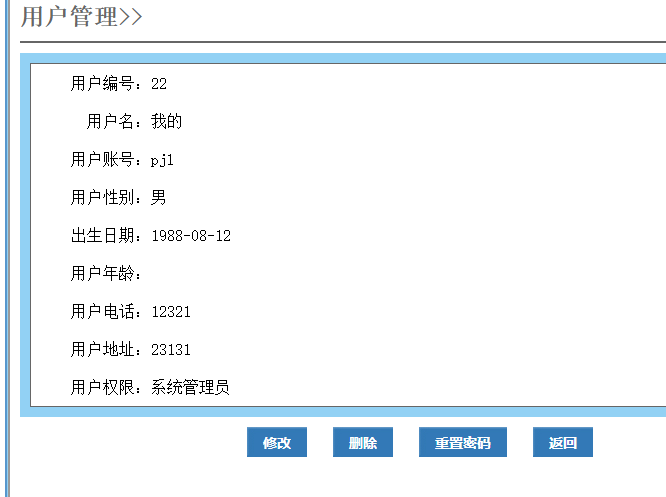 用户管理>>
用户编号：22
用户名：我的
用户账号：pj1
用户性别：男
出生日期：1988-08-12
用户年龄：
用户电话：12321
用户地址：23131
用户权限：系统管理员
修改 删除 重置密码 返回